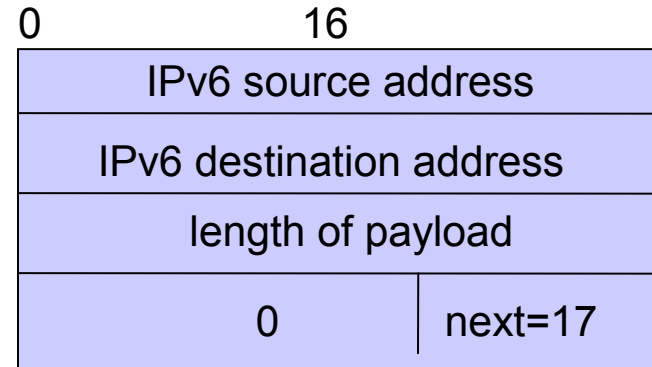 0 16
IPv6 source address
IPv6 destination address
length of payload
0 next=17